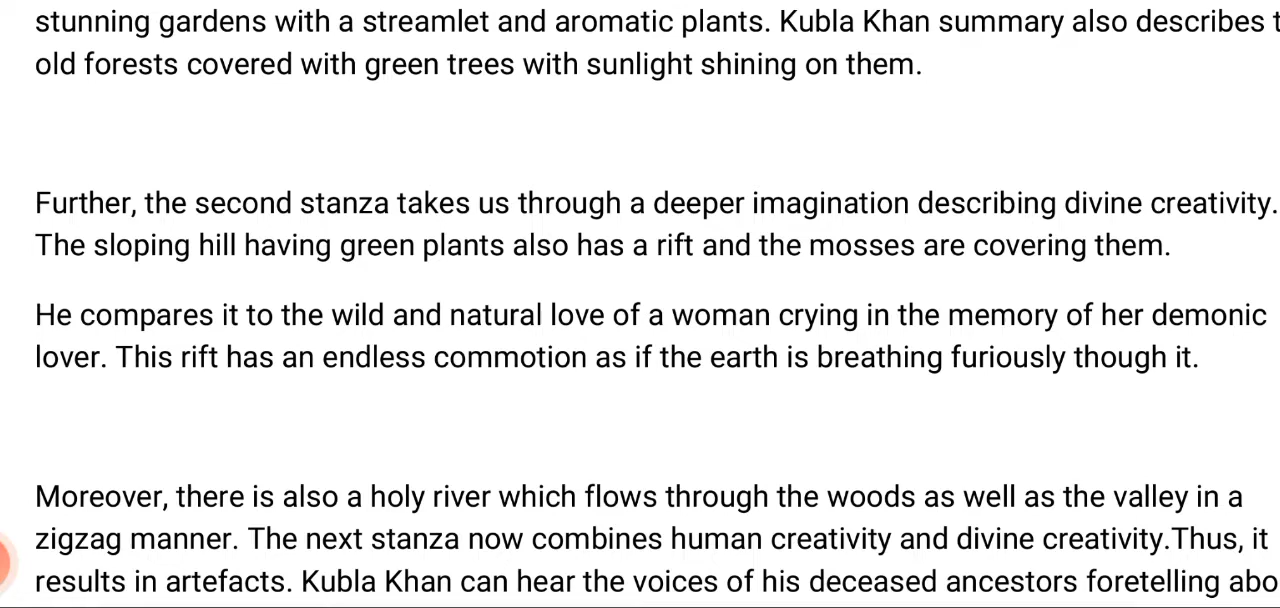 stunning gardens with a streamlet and aromatic plants. Kubla Khan summary also describes
old forests covered with green trees with sunlight shining on them.
Further, the second stanza takes us through a deeper imagination describing divine creativity.
The sloping hill having green plants also has a rift and the mosses are covering them.
He compares it to the wild and natural love of a woman crying in the memory of her demonic
lover. This rift has an endless commotion as if the earth is breathing furiously though it.
Moreover, there is also a holy river which flows through the woods as well as the valley in a
zigzag manner. The next stanza now combines human creativity and divine creativity.Thus, it
results in artefacts. Kubla Khan can hear the voices of his deceased ancestors foretelling